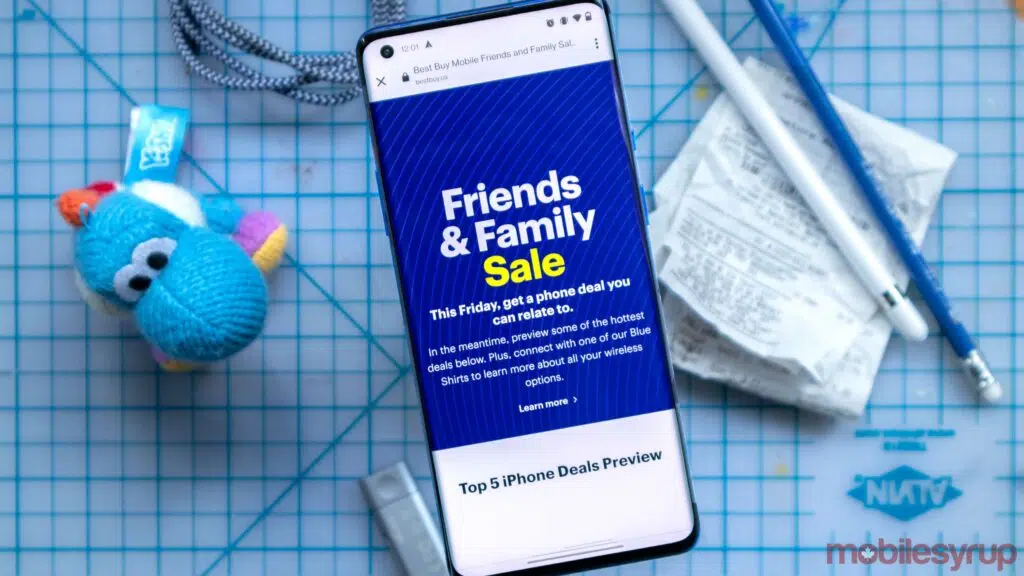 12:01
Best Buy Mobile Friends and Family Sal..
bestbuy.us
Friends
& Family
Sale
This Friday, get a phone deal you
can relate to.
In the meantime, preview some of the hottest
deals below. Plus, connect with one of our Blue
Shirts to learn more about all your wireless
options.
Learn more >
Top 5 iPhone Deals Preview
mobilesyrup